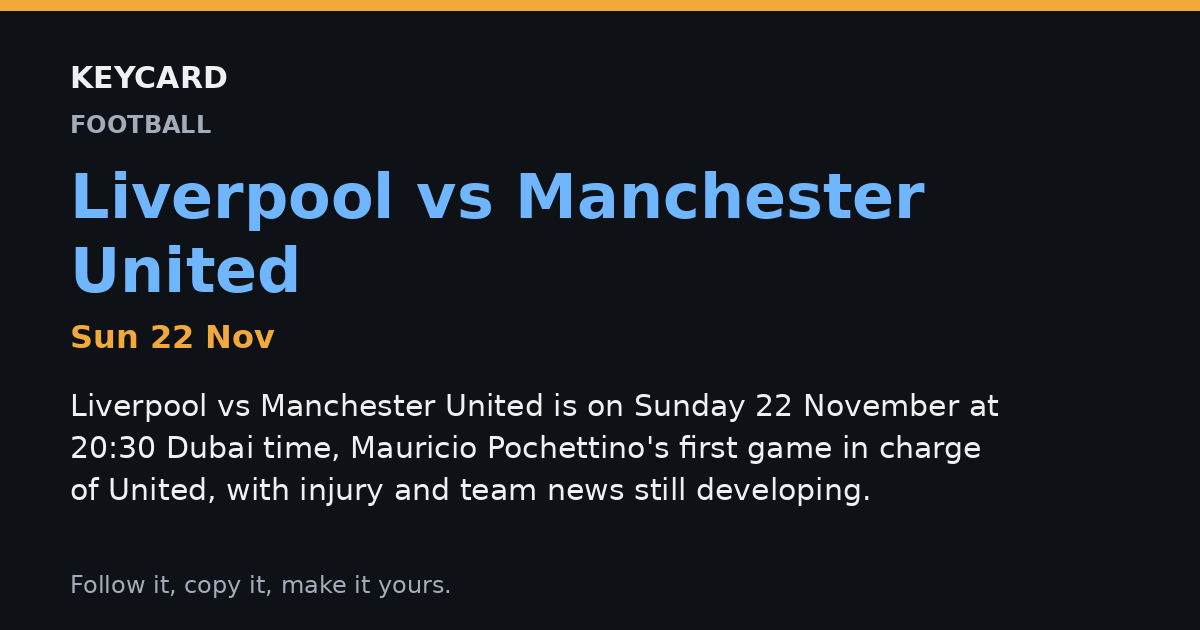 KEYCARD
FOOTBALL
Liverpool vs Manchester
United
Sun 22 Nov
Liverpool vs Manchester United is on Sunday 22 November at
20:30 Dubai time, Mauricio Pochettino's first game in charge
of United, with injury and team news still developing.
Follow it, copy it, make it yours.